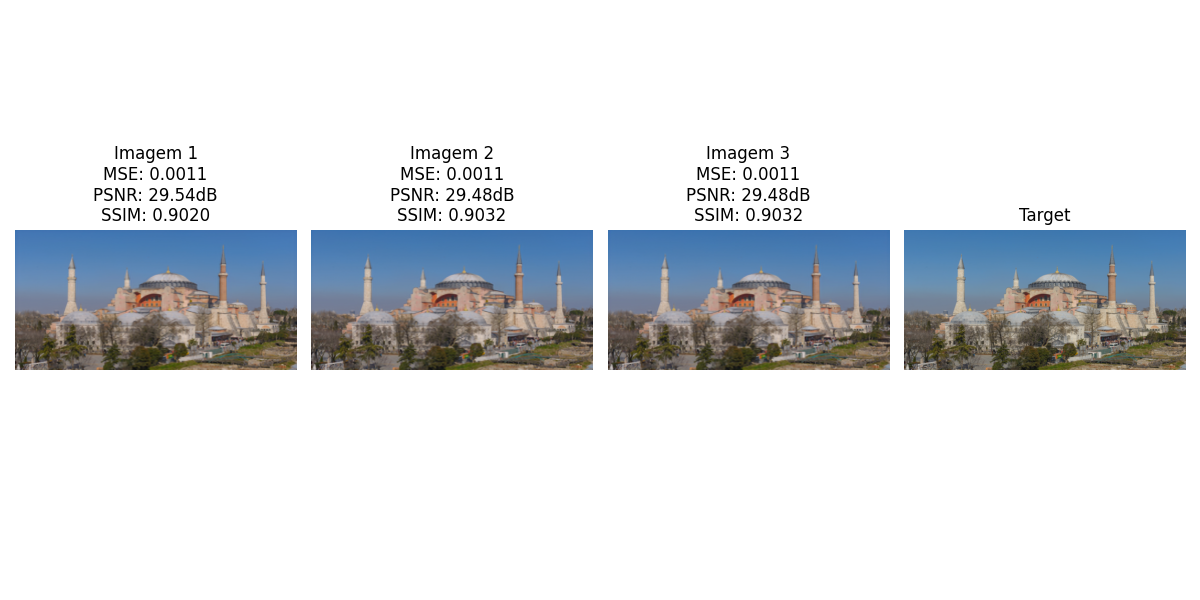 Imagem 1
MSE: 0.0011
PSNR: 29.54dB
SSIM: 0.9020
Imagem 2
MSE: 0.0011
PSNR: 29.48dB
SSIM: 0.9032
Imagem 3
MSE: 0.0011
PSNR: 29.48dB
SSIM: 0.9032
Target